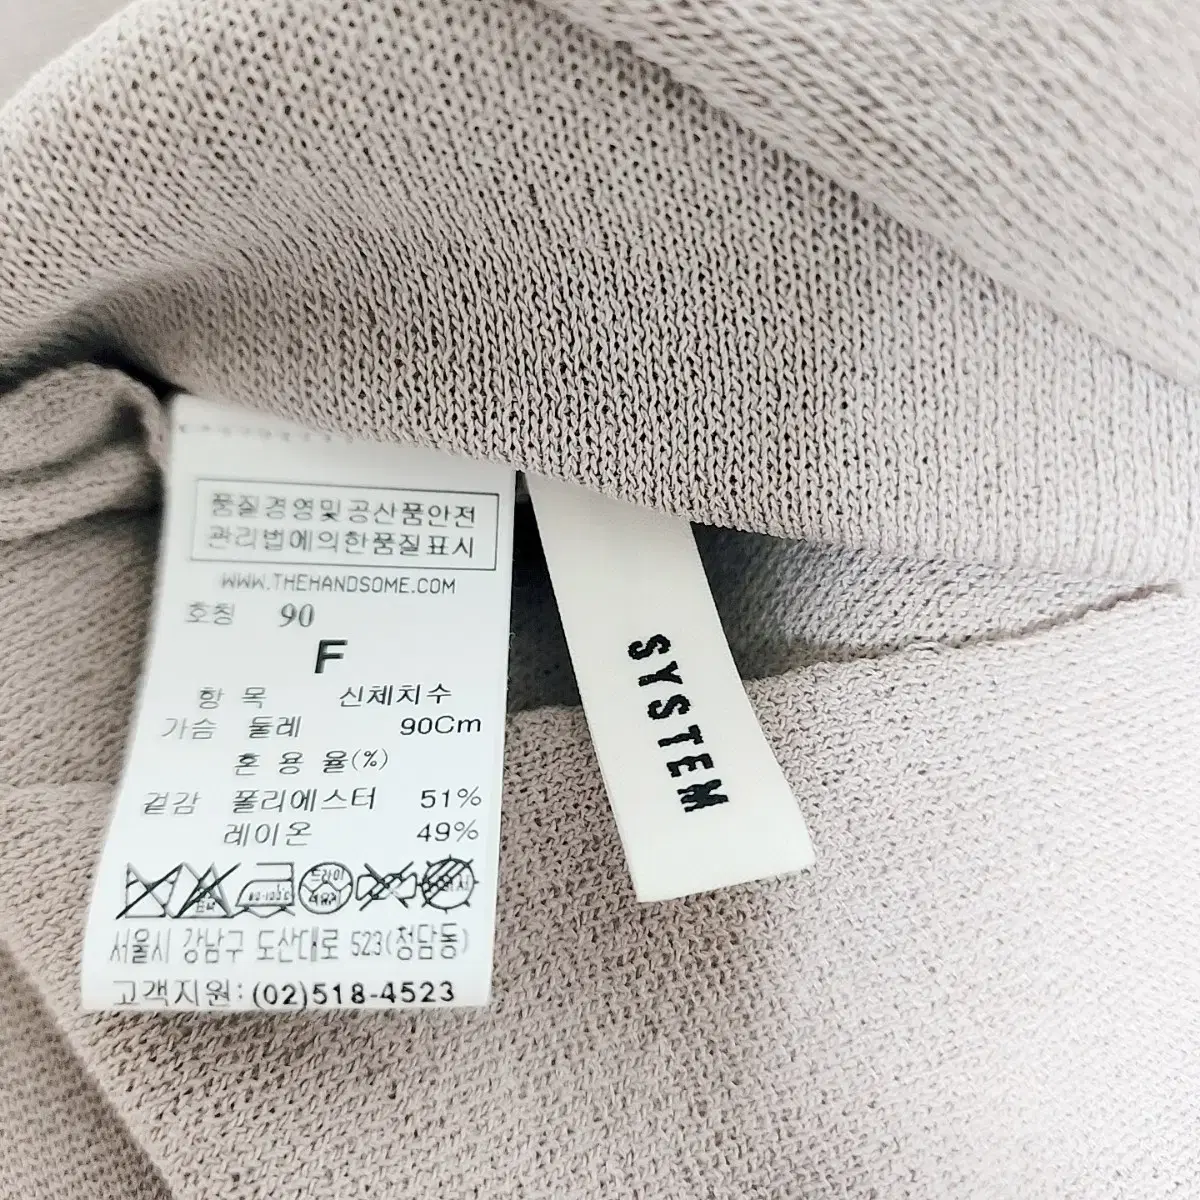 품질경영및공산품안전
관리법에의한품질표시
WWW.THEHANDSOME.COM
호칭 90
F
항 목 신체치수
가슴 둘레 90Cm
혼 용 율(%)
겉감 폴리에스터 51%
레이온 49%
드라이
서울시 강남구 도산대로 523(청담동)
고객지원:(02)518-4523
SYSTEM